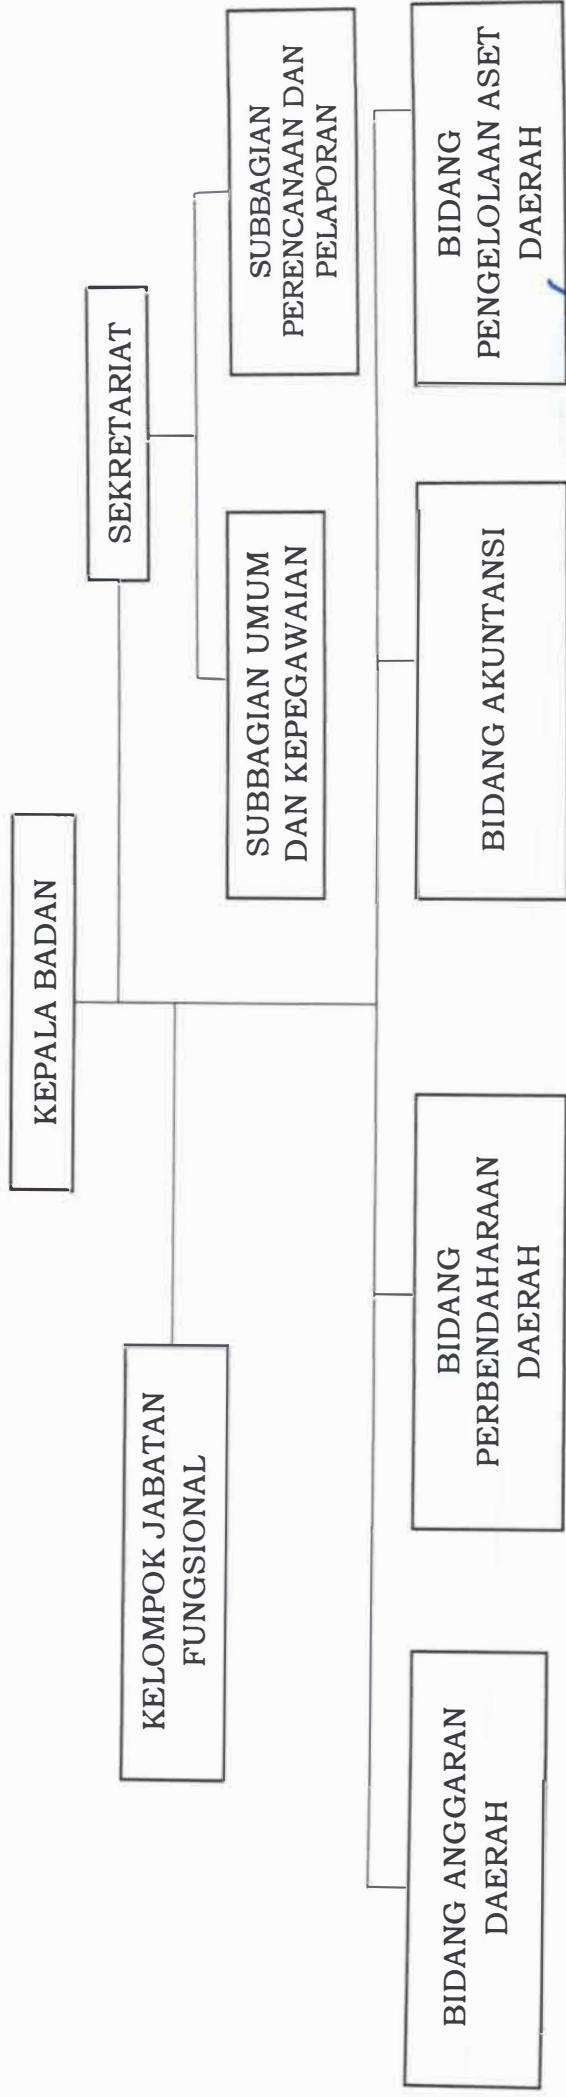 KEPALA BADAN
SEKRETARIAT
KELOMPOK JABATAN
FUNGSIONAL
SUBBAGIAN UMUM
DAN KEPEGAWAIAN
SUBBAGIAN
PERENCANAAN DAN
PELAPORAN
BIDANG ANGGARAN
DAERAH
BIDANG
PERBENDAHARAAN
DAERAH
BIDANG AKUNTANSI
BIDANG
PENGELOLAAN ASET
DAERAH